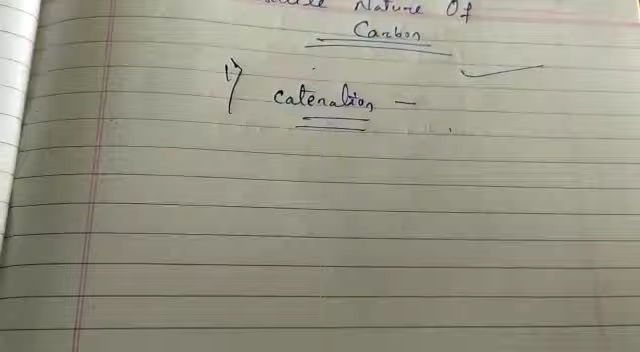 Nature Of
Carbon
1) Catenation —